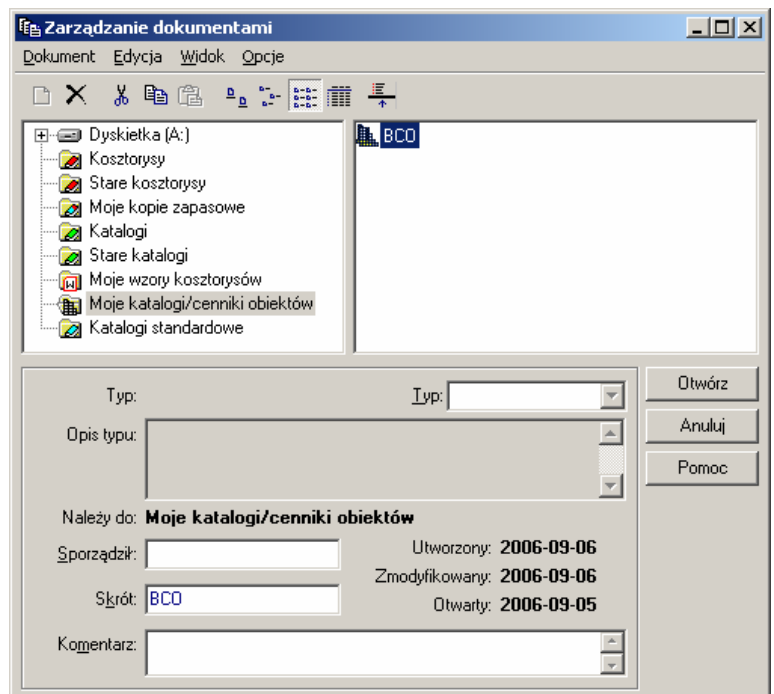 Zarządzanie dokumentami
Dokument Edycja Widok Opcje
Dyskietka (A:)
Kosztorysy
Stare kosztorysy
Moje kopie zapasowe
Katalogi
Stare katalogi
Moje wzory kosztorysów
Moje katalogi/cenniki obiektów
Katalogi standardowe
BCO
Typ:
Typ:
Opis typu:
Należy do: Moje katalogi/cenniki obiektów
Sporządził:
Utworzony: 2006-09-06
Zmodyfikowany: 2006-09-06
Skrót: BCO
Otwarty: 2006-09-05
Komentarz:
Otwórz
Anuluj
Pomoc